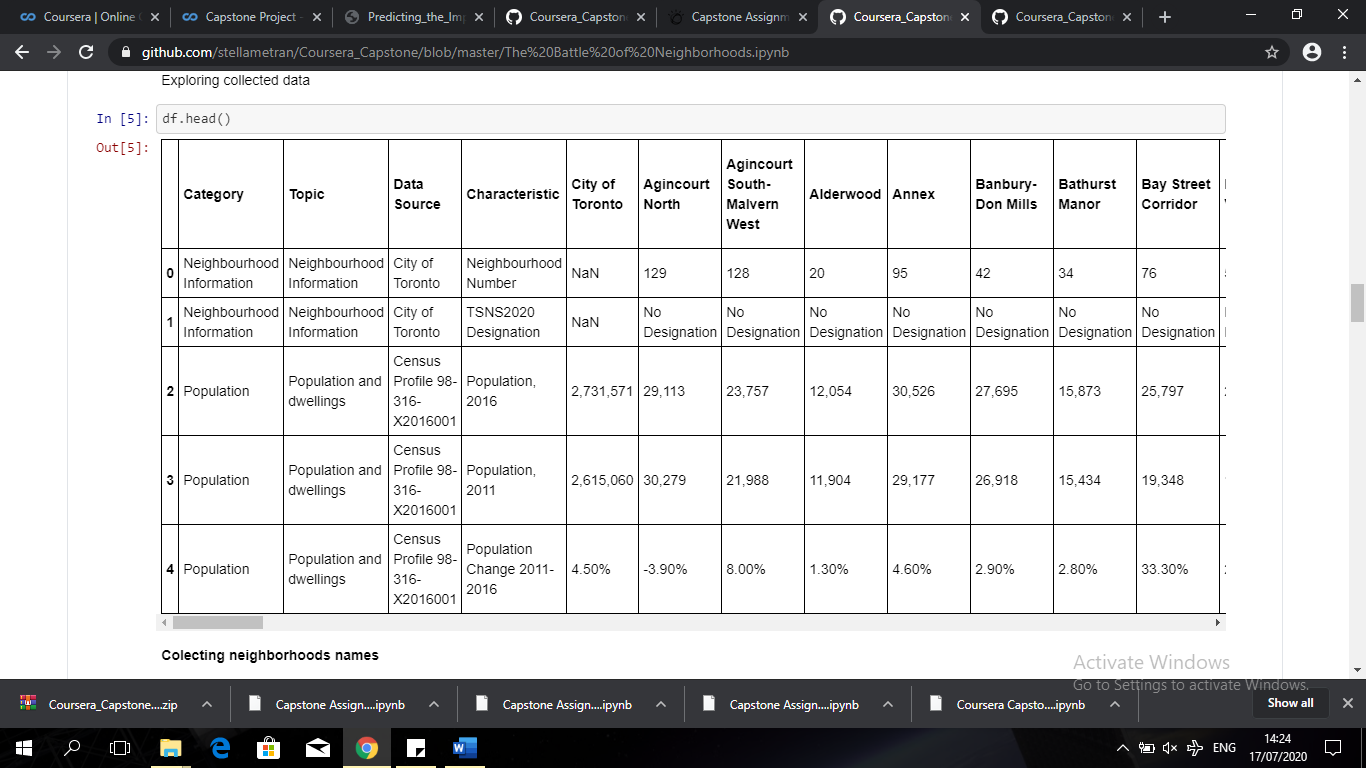 Coursera | Online
Capstone Project -
Predicting_the_Im
Coursera_Capston
Capstone Assignm
Coursera_Capston
Coursera_Capston
github.com/stellametran/Coursera_Capstone/blob/master/The%20Battle%20of%20Neighborhoods.ipynb
Exploring collected data
In [5]: df.head()
Out[5]:
Category Topic Data Source Characteristic City of Toronto Agincourt North Agincourt South-Malvern West Alderwood Annex Banbury-Don Mills Bathurst Manor Bay Street Corridor
0 Neighbourhood Information Neighbourhood Information City of Toronto Neighbourhood Number NaN 129 128 20 95 42 34 76
1 Neighbourhood Information Neighbourhood Information City of Toronto TSNS2020 Designation NaN No Designation No Designation No Designation No Designation No Designation No Designation No Designation
2 Population Population and dwellings Census Profile 98-316-X2016001 Population, 2016 2,731,571 29,113 23,757 12,054 30,526 27,695 15,873 25,797
3 Population Population and dwellings Census Profile 98-316-X2016001 Population, 2011 2,615,060 30,279 21,988 11,904 29,177 26,918 15,434 19,348
4 Population Population and dwellings Census Profile 98-316-X2016001 Population Change 2011-2016 4.50% -3.90% 8.00% 1.30% 4.60% 2.90% 2.80% 33.30%
Colecting neighborhoods names
Activate Windows
Go to Settings to activate Windows.
Coursera_Capstone....zip
Capstone Assign....ipynb
Capstone Assign....ipynb
Capstone Assign....ipynb
Coursera Capsto....ipynb
Show all
ENG
14:24
17/07/2020